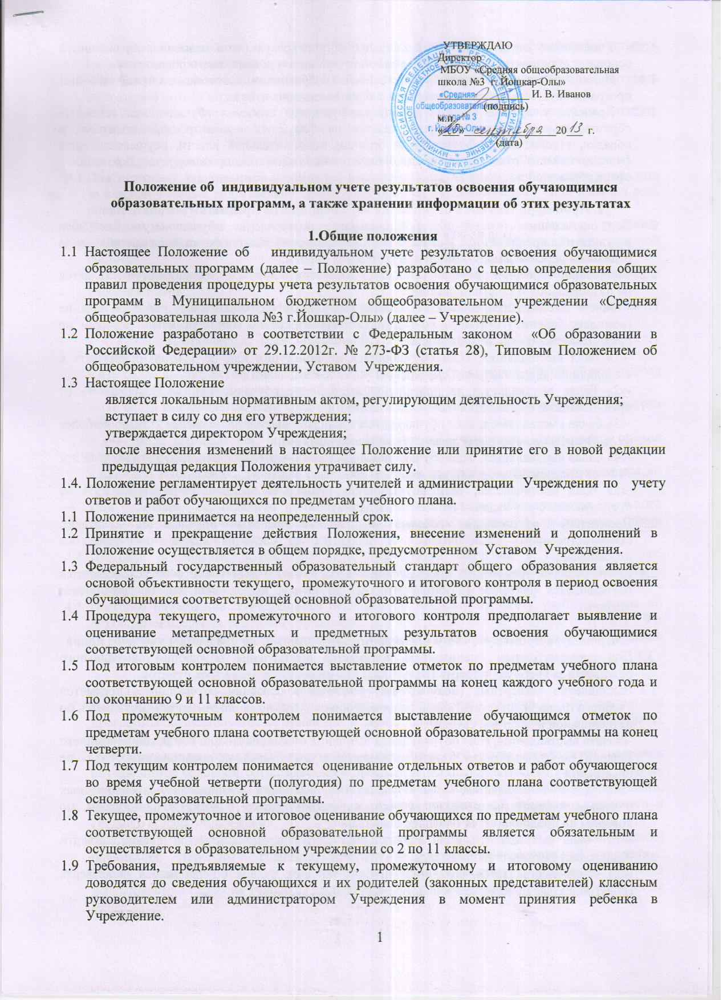 УТВЕРЖДАЮ
Директор
МБОУ «Средняя общеобразовательная
школа №3 г. Йошкар-Олы»
«Средняя
_________________ И. В. Иванов
общеобразовательная
(подпись)
школа № 3
м.п.
г. Йошкар-Олы»
« » сентября 2013 г.
(дата)
РОССИЙСКАЯ ФЕДЕРАЦИЯ * РЕСПУБЛИКА МАРИЙ ЭЛ * г. ЙОШКАР-ОЛА *
МУНИЦИПАЛЬНОЕ БЮДЖЕТНОЕ ОБЩЕОБРАЗОВАТЕЛЬНОЕ УЧРЕЖДЕНИЕ *
Положение об индивидуальном учете результатов освоения обучающимися
образовательных программ, а также хранении информации об этих результатах
1.Общие положения
1.1 Настоящее Положение об индивидуальном учете результатов освоения обучающимися
образовательных программ (далее – Положение) разработано с целью определения общих
правил проведения процедуры учета результатов освоения обучающимися образовательных
программ в Муниципальном бюджетном общеобразовательном учреждении «Средняя
общеобразовательная школа №3 г.Йошкар-Олы» (далее – Учреждение).
1.2 Положение разработано в соответствии с Федеральным законом «Об образовании в
Российской Федерации» от 29.12.2012г. № 273-ФЗ (статья 28), Типовым Положением об
общеобразовательном учреждении, Уставом Учреждения.
1.3 Настоящее Положение
является локальным нормативным актом, регулирующим деятельность Учреждения;
вступает в силу со дня его утверждения;
утверждается директором Учреждения;
после внесения изменений в настоящее Положение или принятие его в новой редакции
предыдущая редакция Положения утрачивает силу.
1.4. Положение регламентирует деятельность учителей и администрации Учреждения по учету
ответов и работ обучающихся по предметам учебного плана.
1.1 Положение принимается на неопределенный срок.
1.2 Принятие и прекращение действия Положения, внесение изменений и дополнений в
Положение осуществляется в общем порядке, предусмотренном Уставом Учреждения.
1.3 Федеральный государственный образовательный стандарт общего образования является
основой объективности текущего, промежуточного и итогового контроля в период освоения
обучающимися соответствующей основной образовательной программы.
1.4 Процедура текущего, промежуточного и итогового контроля предполагает выявление и
оценивание метапредметных и предметных результатов освоения обучающимися
соответствующей основной образовательной программы.
1.5 Под итоговым контролем понимается выставление отметок по предметам учебного плана
соответствующей основной образовательной программы на конец каждого учебного года и
по окончанию 9 и 11 классов.
1.6 Под промежуточным контролем понимается выставление обучающимся отметок по
предметам учебного плана соответствующей основной образовательной программы на конец
четверти.
1.7 Под текущим контролем понимается оценивание отдельных ответов и работ обучающегося
во время учебной четверти (полугодия) по предметам учебного плана соответствующей
основной образовательной программы.
1.8 Текущее, промежуточное и итоговое оценивание обучающихся по предметам учебного плана
соответствующей основной образовательной программы является обязательным и
осуществляется в образовательном учреждении со 2 по 11 классы.
1.9 Требования, предъявляемые к текущему, промежуточному и итоговому оцениванию
доводятся до сведения обучающихся и их родителей (законных представителей) классным
руководителем или администратором Учреждения в момент принятия ребенка в
Учреждение.
1